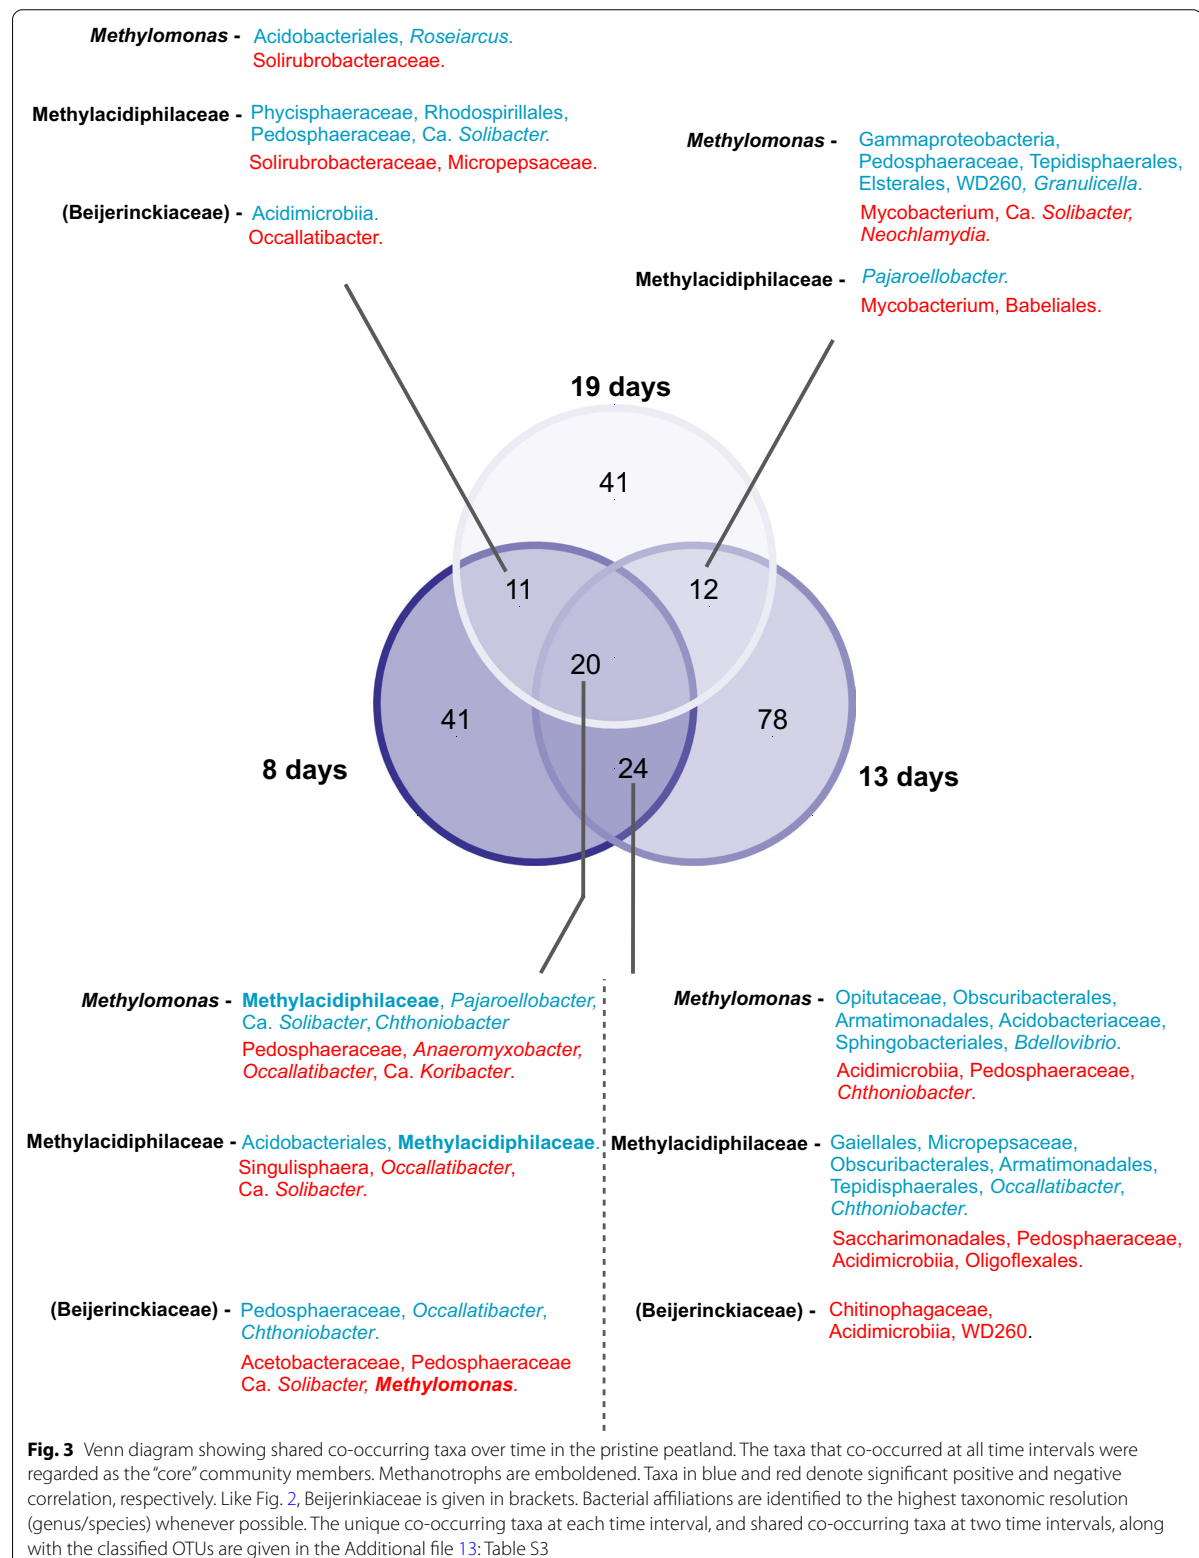 Methylomonas - Acidobacteriales, Roseiarcus.
Solirubrobacteraceae.
Methylacidiphilaceae - Phycisphaeraceae, Rhodospirillales,
Pedosphaeraceae, Ca. Solibacter.
Solirubrobacteraceae, Micropepsaceae.
(Beijerinckiaceae) - Acidimicrobiia.
Occallatibacter.
Methylomonas - Gammaproteobacteria,
Pedosphaeraceae, Tepidisphaerales,
Elsterales, WD260, Granulicella.
Mycobacterium, Ca. Solibacter,
Neochlamydia.
Methylacidiphilaceae - Pajaroellobacter.
Mycobacterium, Babeliales.
19 days
41
11
12
20
41
78
24
8 days
13 days
Methylomonas - Methylacidiphilaceae, Pajaroellobacter,
Ca. Solibacter, Chthoniobacter
Pedosphaeraceae, Anaeromyxobacter,
Occallatibacter, Ca. Koribacter.
Methylacidiphilaceae - Acidobacteriales, Methylacidiphilaceae.
Singulisphaera, Occallatibacter,
Ca. Solibacter.
(Beijerinckiaceae) - Pedosphaeraceae, Occallatibacter,
Chthoniobacter.
Acetobacteraceae, Pedosphaeraceae
Ca. Solibacter, Methylomonas.
Methylomonas - Opitutaceae, Obscuribacterales,
Armatimonadales, Acidobacteriaceae,
Sphingobacteriales, Bdellovibrio.
Acidimicrobiia, Pedosphaeraceae,
Chthoniobacter.
Methylacidiphilaceae - Gaiellales, Micropepsaceae,
Obscuribacterales, Armatimonadales,
Tepidisphaerales, Occallatibacter,
Chthoniobacter.
Saccharimonadales, Pedosphaeraceae,
Acidimicrobiia, Oligoflexales.
(Beijerinckiaceae) - Chitinophagaceae,
Acidimicrobiia, WD260.
Fig. 3 Venn diagram showing shared co-occurring taxa over time in the pristine peatland. The taxa that co-occurred at all time intervals were
regarded as the "core" community members. Methanotrophs are emboldened. Taxa in blue and red denote significant positive and negative
correlation, respectively. Like Fig. 2, Beijerinkiaceae is given in brackets. Bacterial affiliations are identified to the highest taxonomic resolution
(genus/species) whenever possible. The unique co-occurring taxa at each time interval, and shared co-occurring taxa at two time intervals, along
with the classified OTUs are given in the Additional file 13: Table S3